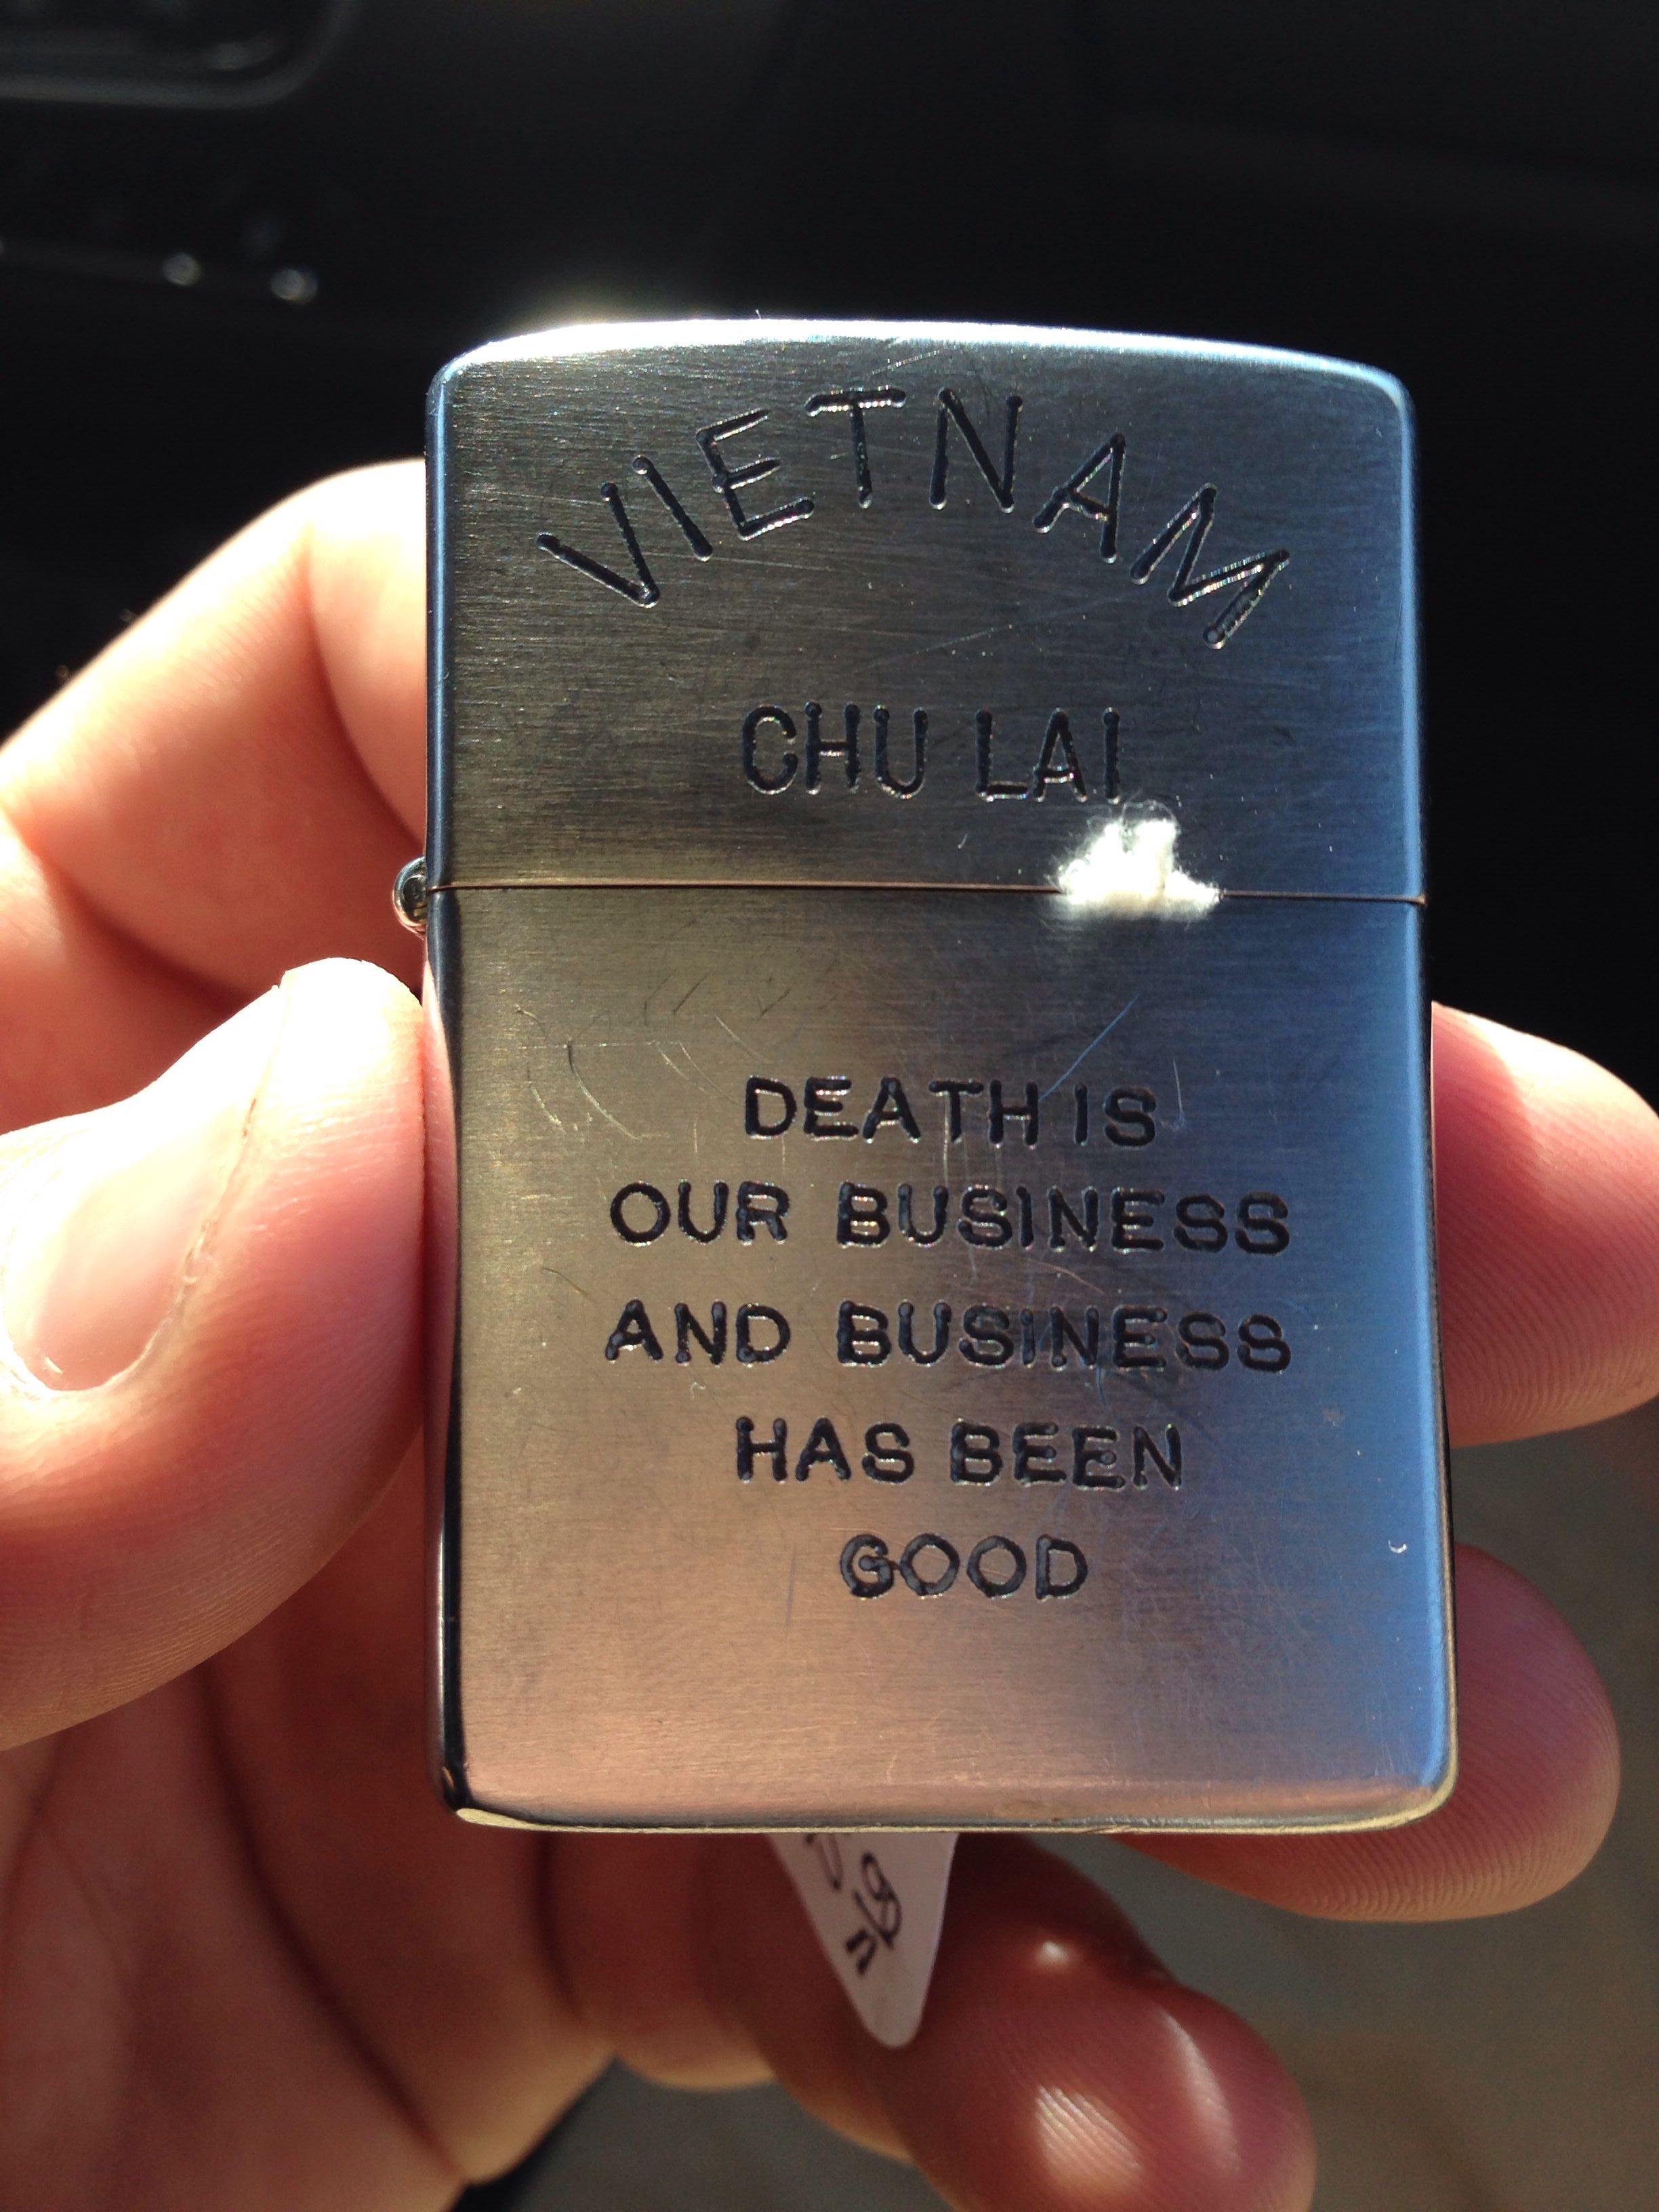 VIETNAM
CHU LAI
DEATH IS
OUR BUSINESS
AND BUSINESS
HAS BEEN
GOOD